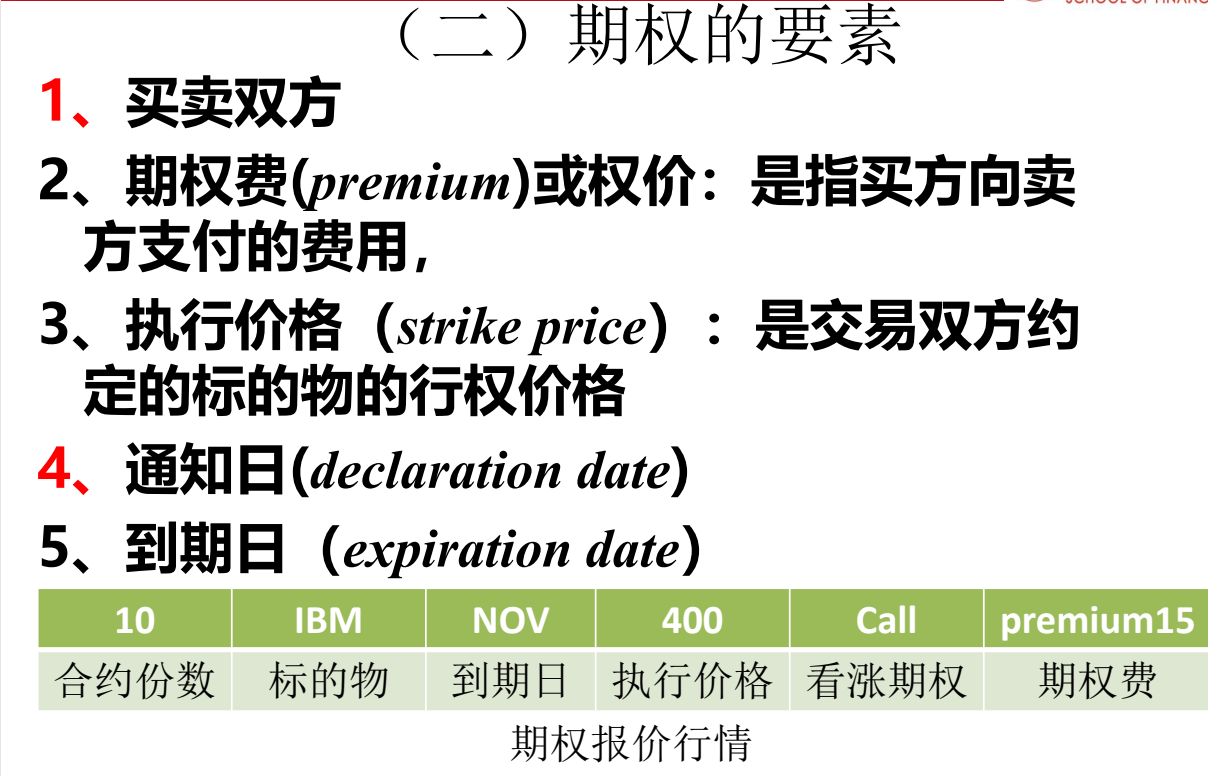 SCHOOL OF FINANC
（二）期权的要素
1、买卖双方
2、期权费(premium)或权价：是指买方向卖
方支付的费用，
3、执行价格（strike price）：是交易双方约
定的标的物的行权价格
4、通知日(declaration date)
5、到期日（expiration date）
10 IBM NOV 400 Call premium15
合约份数 标的物 到期日 执行价格 看涨期权 期权费
期权报价行情